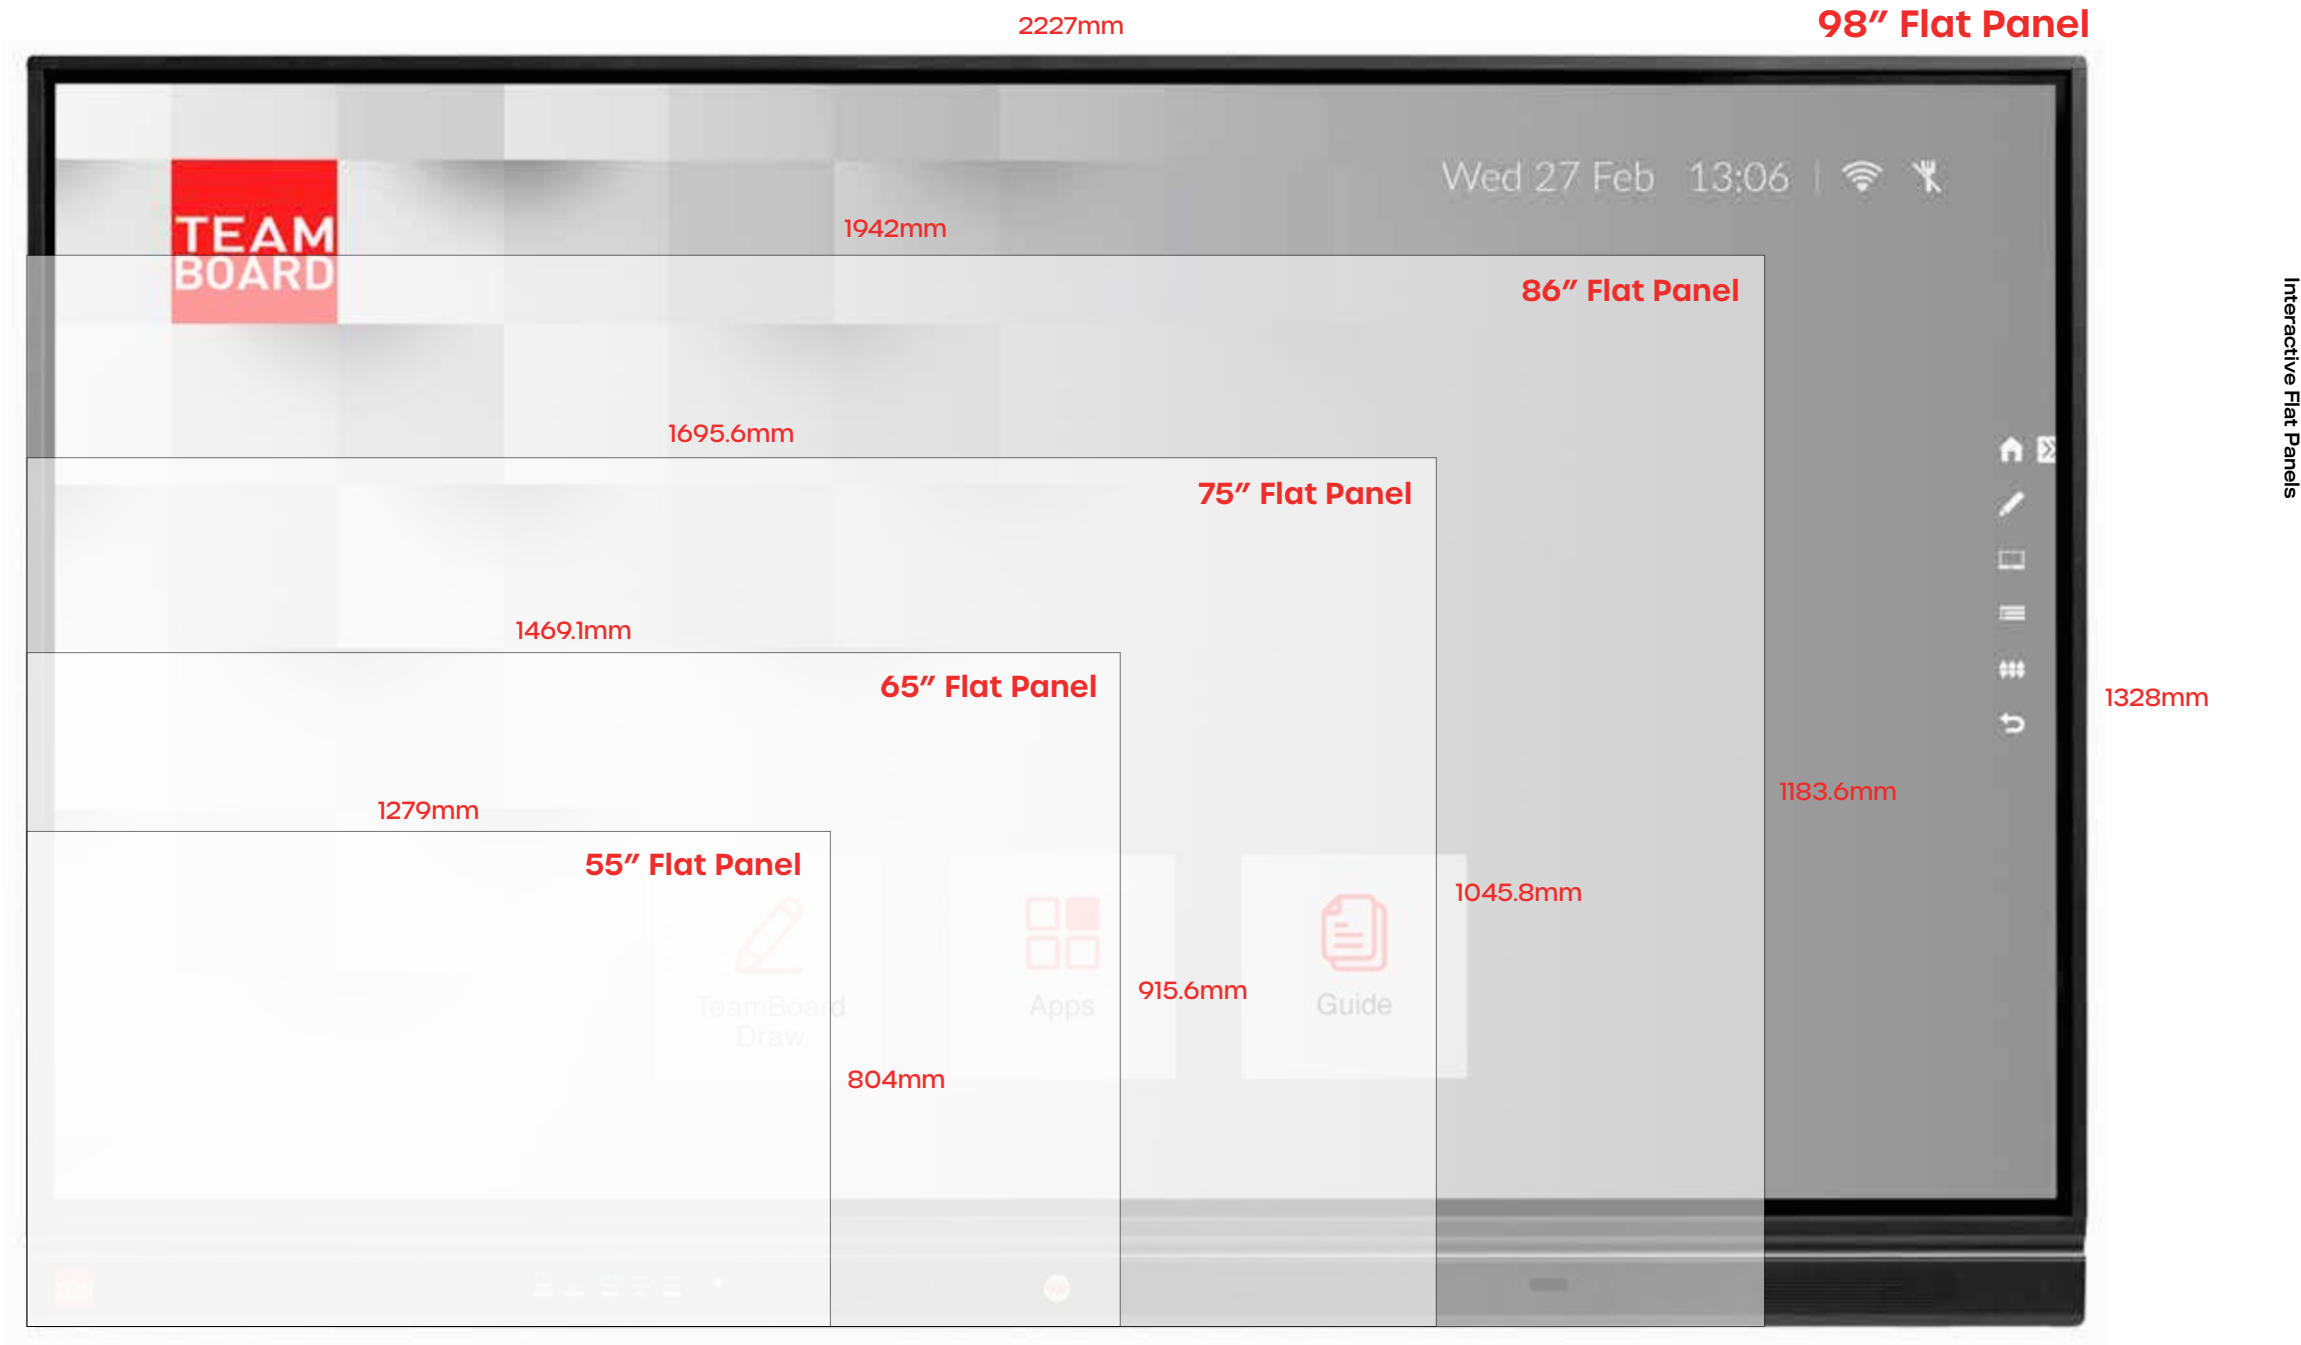 2227mm
98″ Flat Panel
Wed 27 Feb 13:06
TEAM
BOARD
1942mm
86″ Flat Panel
Interactive Flat Panels
1695.6mm
75″ Flat Panel
1469.1mm
65″ Flat Panel
1328mm
1183.6mm
1279mm
55″ Flat Panel
1045.8mm
915.6mm
TeamBoard
Draw
Apps
Guide
804mm